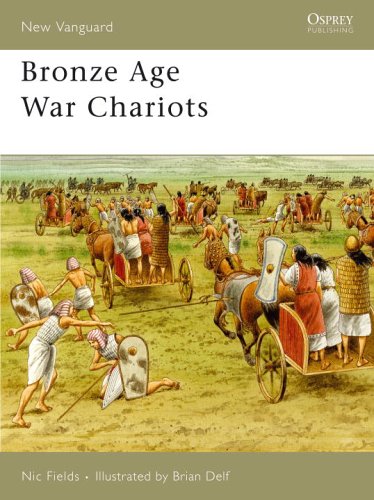 New Vanguard
OSPREY
PUBLISHING
Bronze Age
War Chariots
Nic Fields • Illustrated by Brian Delf